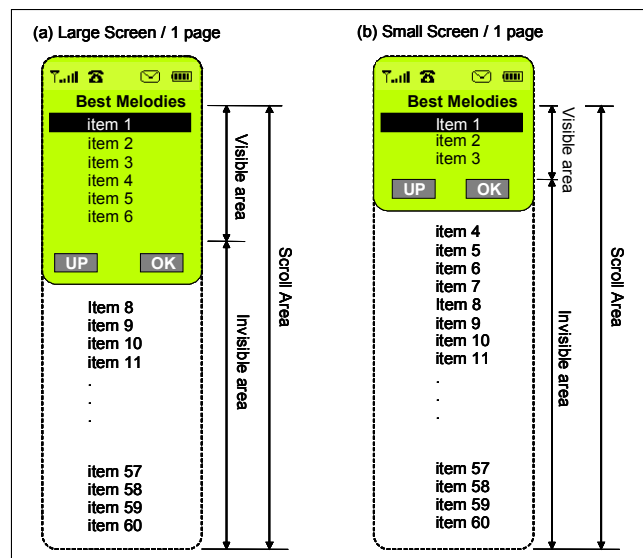 (a) Large Screen / 1 page
Best Melodies
item 1
item 2
item 3
item 4
item 5
item 6
UP OK
Item 8
item 9
item 10
item 11
.
.
.
item 57
item 58
item 59
item 60
Visible area
Invisible area
Scroll Area
(b) Small Screen / 1 page
Best Melodies
Item 1
item 2
item 3
UP OK
item 4
item 5
item 6
item 7
Item 8
item 9
item 10
item 11
.
.
.
item 57
item 58
item 59
item 60
Visible area
Invisible area
Scroll Area